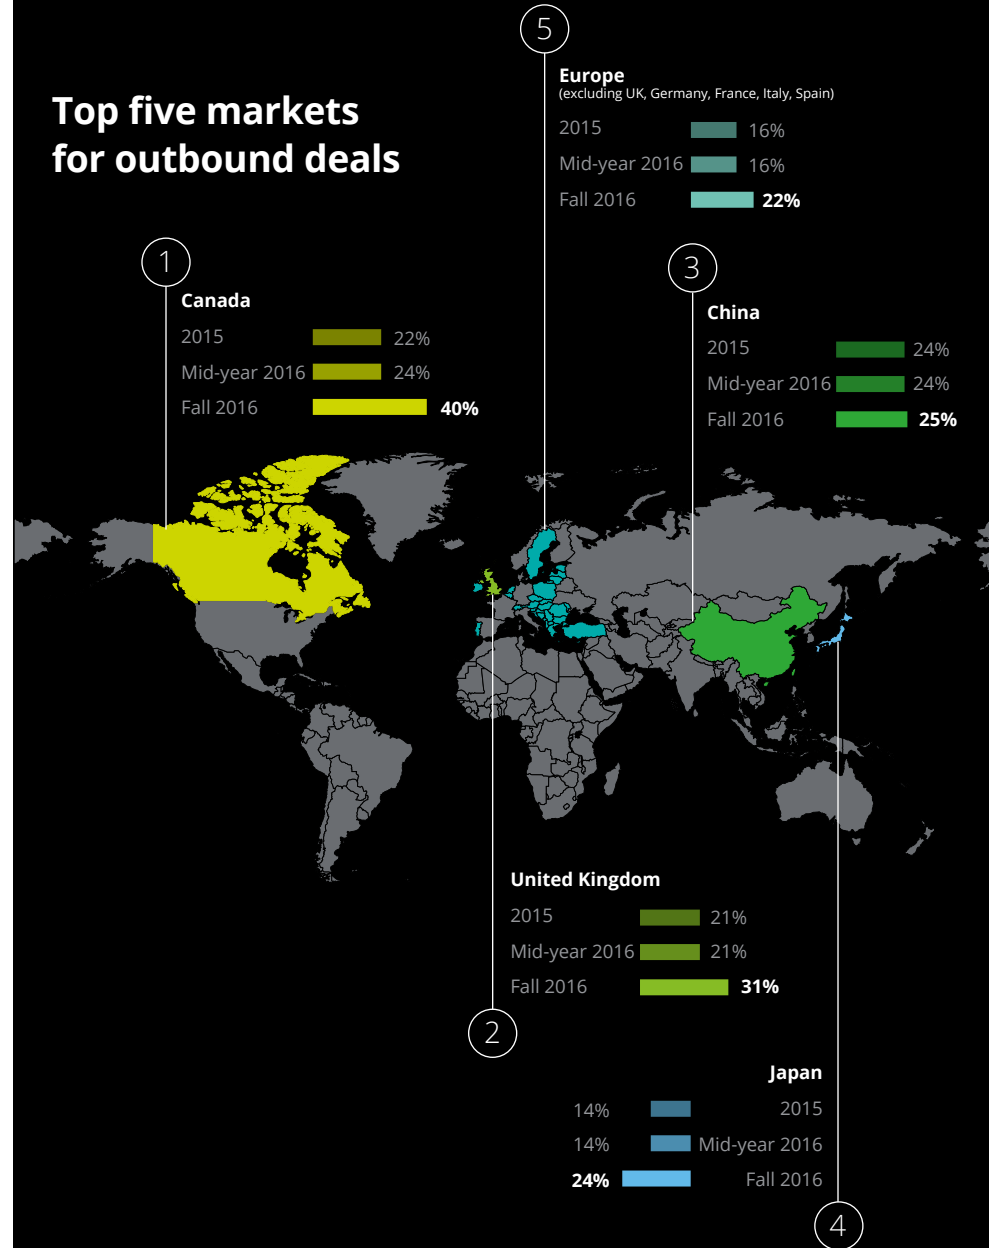 Top five markets
for outbound deals
5
Europe
(excluding UK, Germany, France, Italy, Spain)
2015 16%
Mid-year 2016 16%
Fall 2016 22%
1
Canada
2015 22%
Mid-year 2016 24%
Fall 2016 40%
3
China
2015 24%
Mid-year 2016 24%
Fall 2016 25%
United Kingdom
2015 21%
Mid-year 2016 21%
Fall 2016 31%
2
Japan
14% 2015
14% Mid-year 2016
24% Fall 2016
4